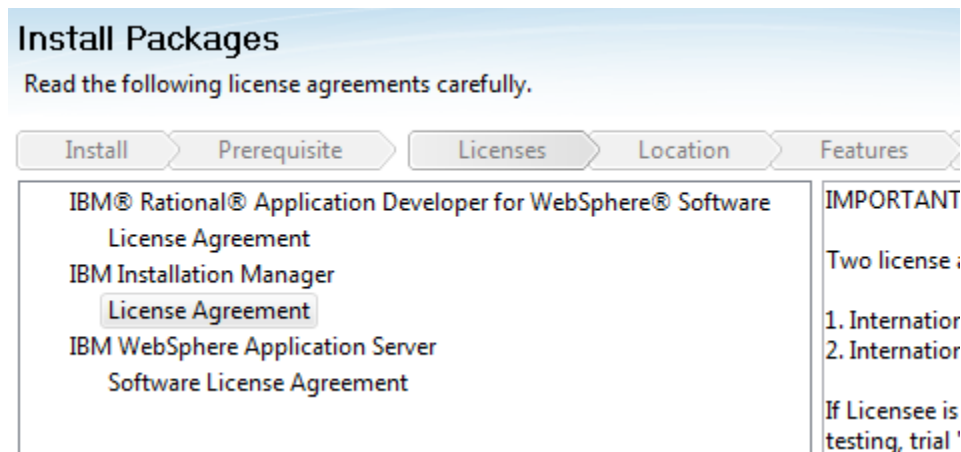 Install Packages
Read the following license agreements carefully.
Install Prerequisite Licenses Location Features
IBM® Rational® Application Developer for WebSphere® Software
License Agreement
IBM Installation Manager
License Agreement
IBM WebSphere Application Server
Software License Agreement
IMPORTANT
Two license
1. Internation
2. Internation
If Licensee is
testing, trial